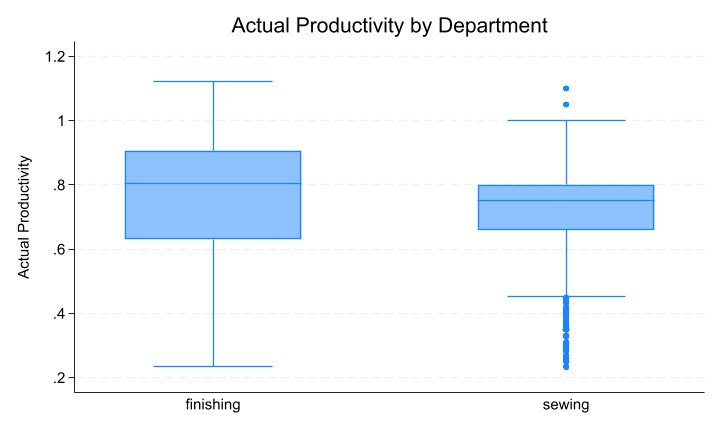 Actual Productivity by Department
Actual Productivity
1.2
1
.8
.6
.4
.2
finishing
sewing